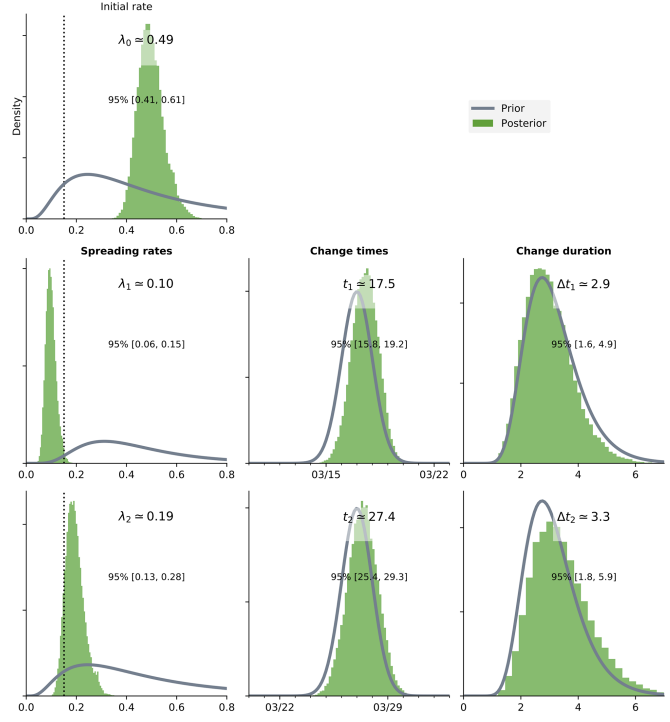 Initial rate
λ0 ≃ 0.49
95% [0.41, 0.61]
Density
0.0 0.2 0.4 0.6 0.8
Prior
Posterior
Spreading rates
λ1 ≃ 0.10
95% [0.06, 0.15]
0.0 0.2 0.4 0.6 0.8
Change times
t1 ≃ 17.5
95% [15.8, 19.2]
03/15 03/22
Change duration
Δt1 ≃ 2.9
95% [1.6, 4.9]
0 2 4 6
λ2 ≃ 0.19
95% [0.13, 0.28]
0.0 0.2 0.4 0.6 0.8
t2 ≃ 27.4
95% [25.4, 29.3]
03/22 03/29
Δt2 ≃ 3.3
95% [1.8, 5.9]
0 2 4 6